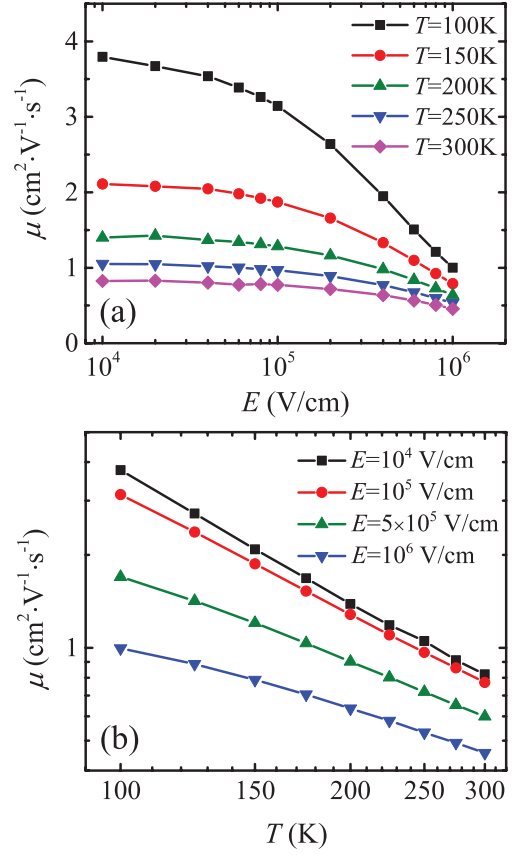 4
3
2
1
0
μ (cm²·V⁻¹·s⁻¹)
T=100K
T=150K
T=200K
T=250K
T=300K
(a)
10⁴
10⁵
10⁶
E (V/cm)
E=10⁴ V/cm
E=10⁵ V/cm
E=5×10⁵ V/cm
E=10⁶ V/cm
1
μ (cm²·V⁻¹·s⁻¹)
(b)
100
150
200
250
300
T (K)